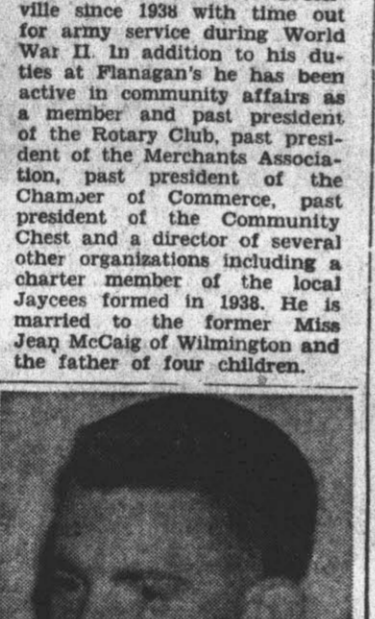 ville since 1938 with time out
for army service during World
War II. In addition to his du-
ties at Flanagan's he has been
active in community affairs as
a member and past president
of the Rotary Club, past presi-
dent of the Merchants Associa-
tion, past president of the
Chamber of Commerce, past
president of the Community
Chest and a director of several
other organizations including a
charter member of the local
Jaycees formed in 1938. He is
married to the former Miss
Jean McCaig of Wilmington and
the father of four children.